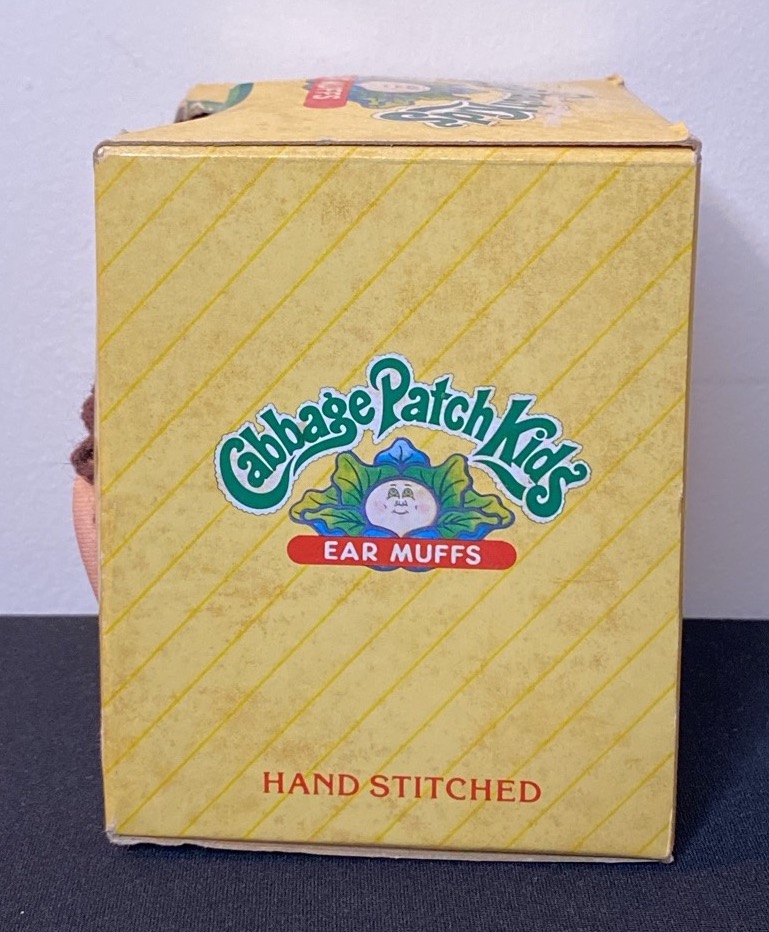 Cabbage Patch Kids
EAR MUFFS
HAND STITCHED